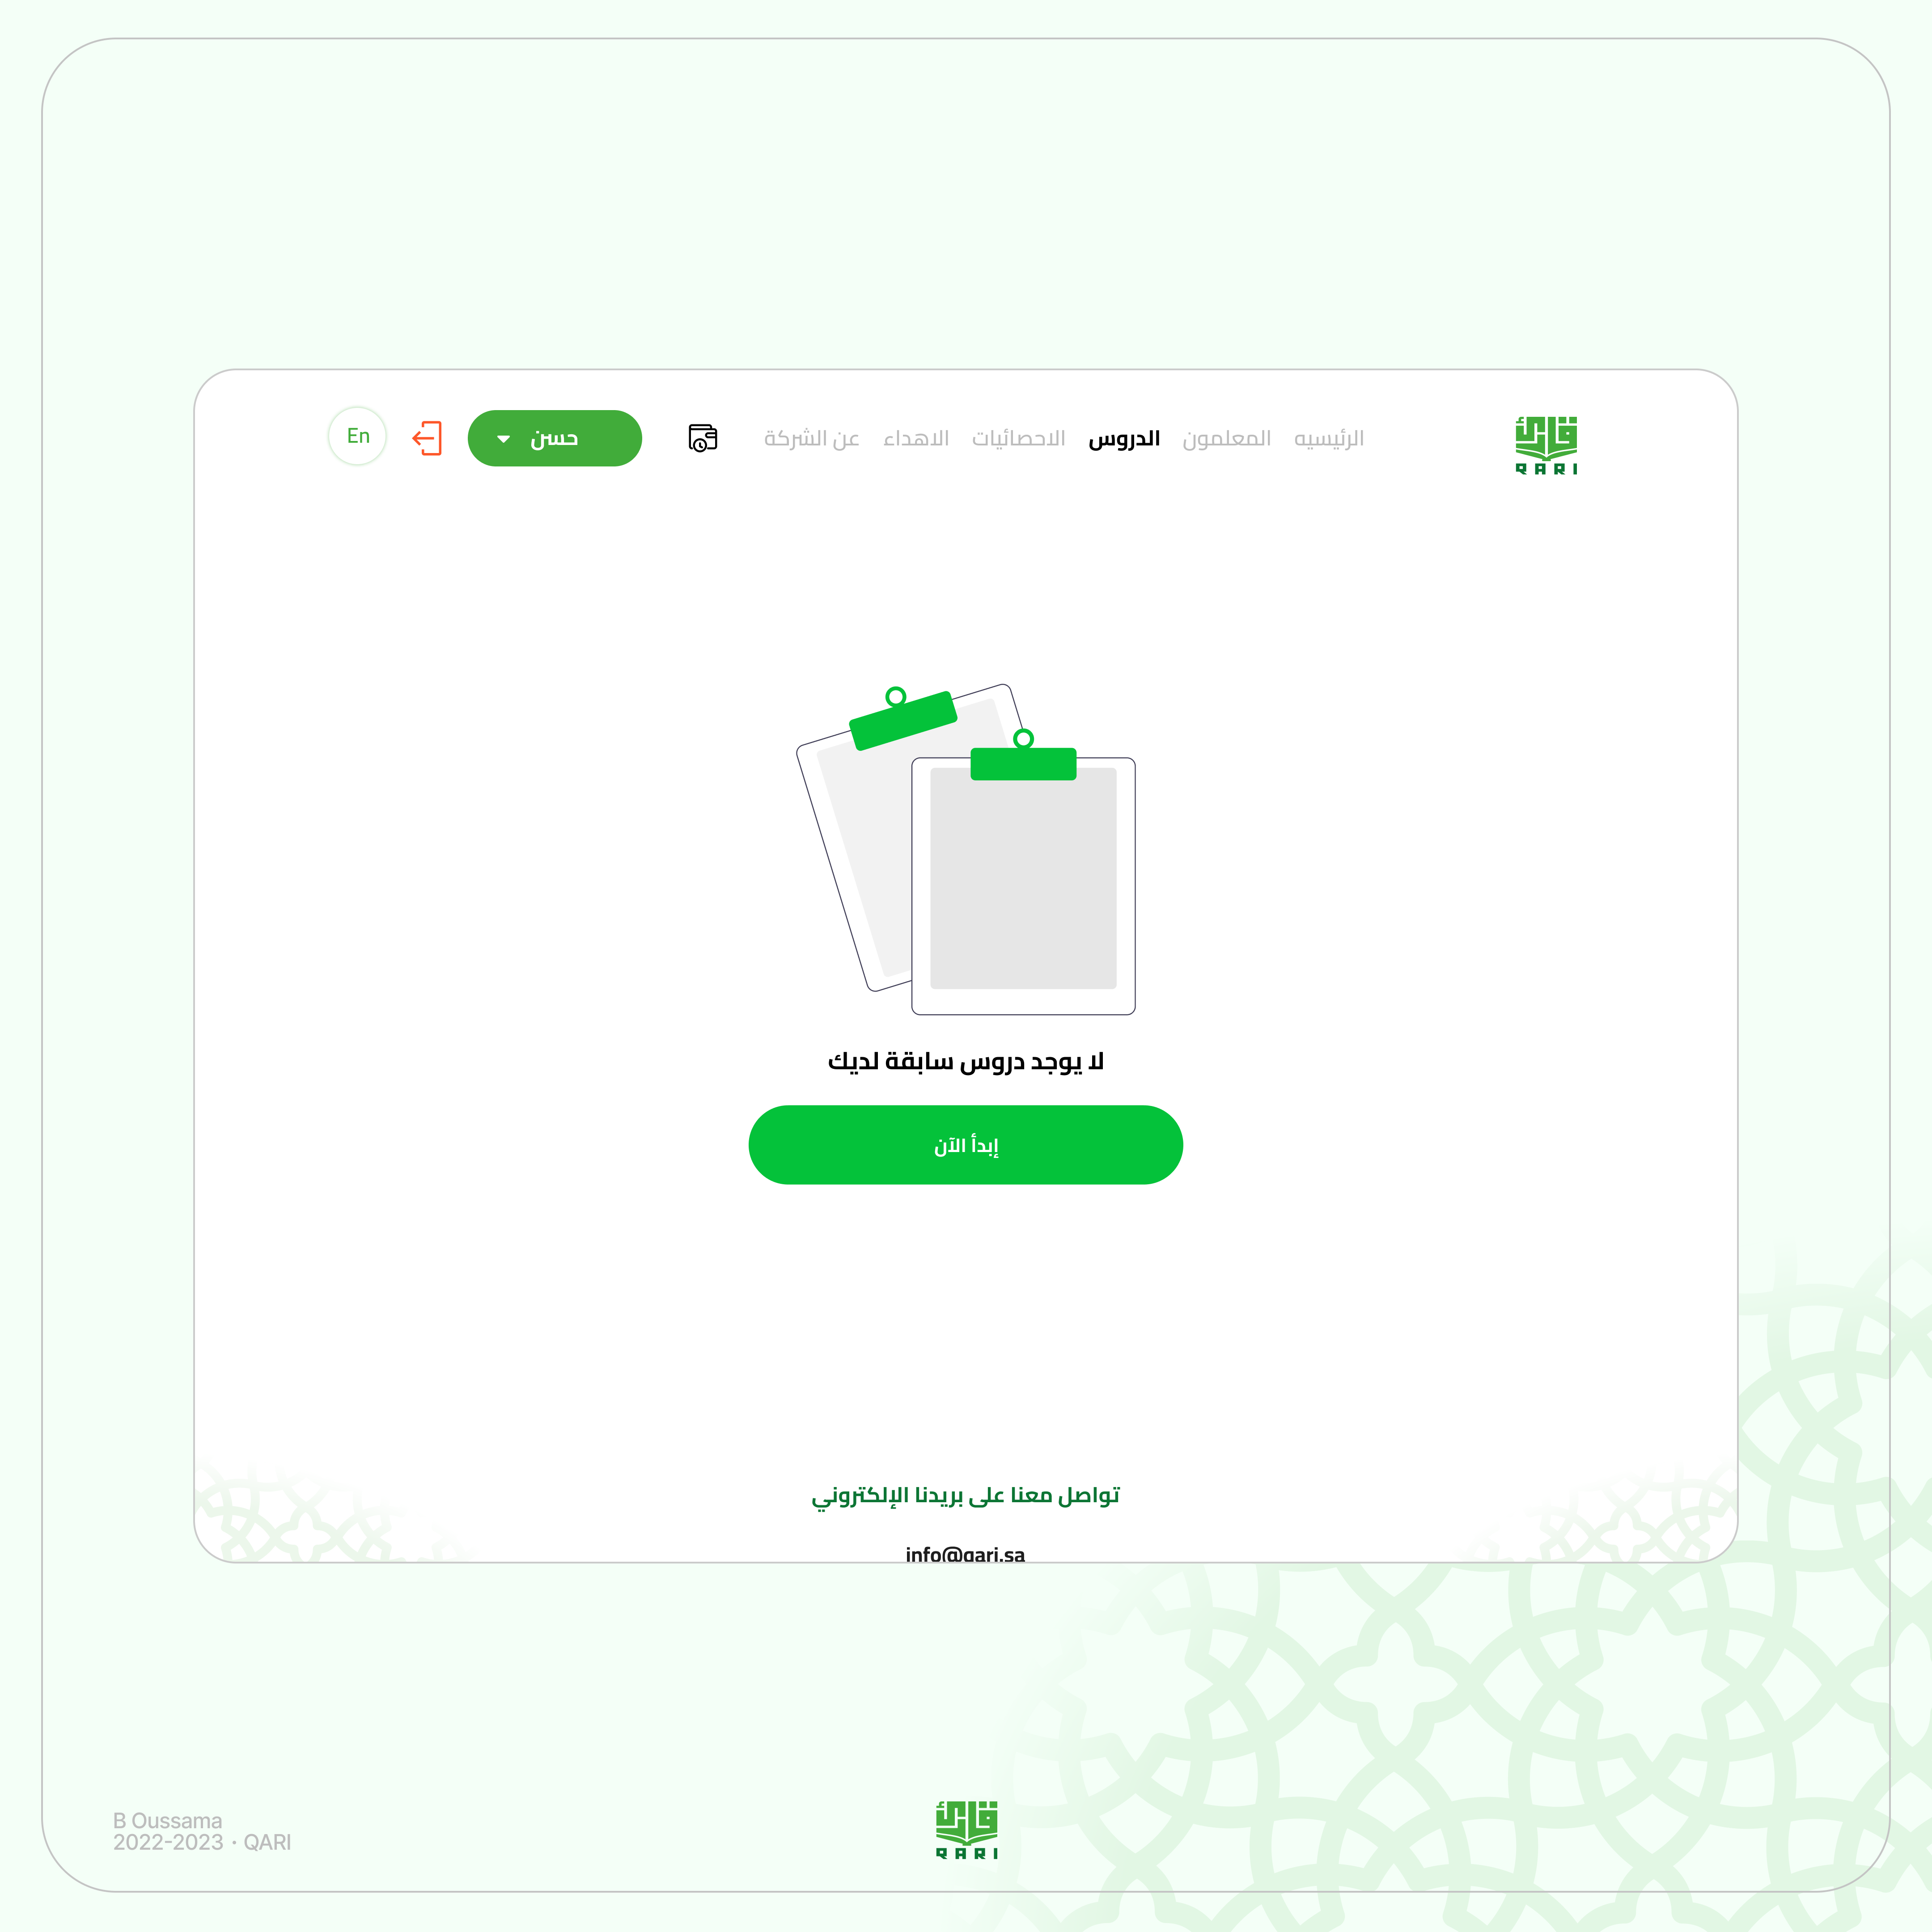 قارئ
QARI
الرئيسيه المعلمون الدروس الاحصائيات الاهداء عن الشركة
حسن
En
لا يوجد دروس سابقة لديك
إبدأ الآن
تواصل معنا على بريدنا الإلكتروني
info@qari.sa
قارئ
QARI
B Oussama
2022-2023 • QARI